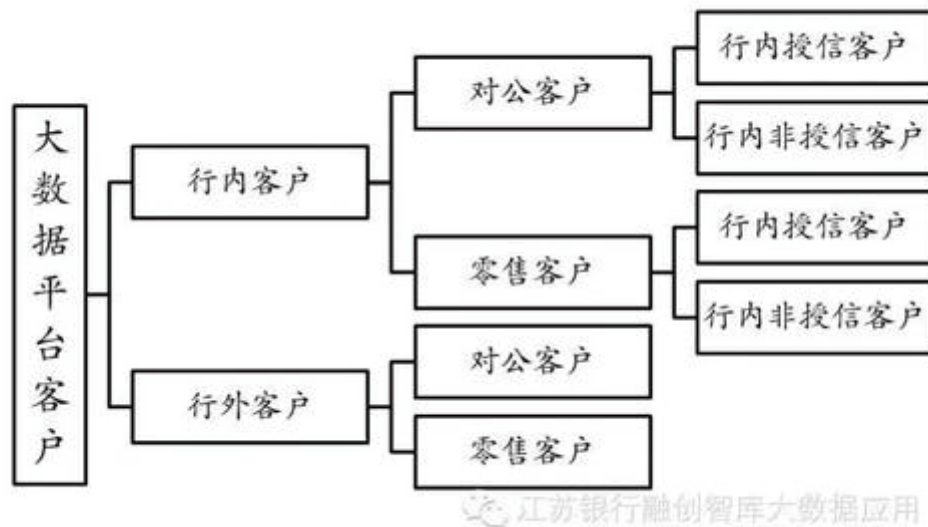 大数据平台客户
行内客户
对公客户
行内授信客户
行内非授信客户
零售客户
行内授信客户
行内非授信客户
行外客户
对公客户
零售客户
江苏银行融创智库大数据应用